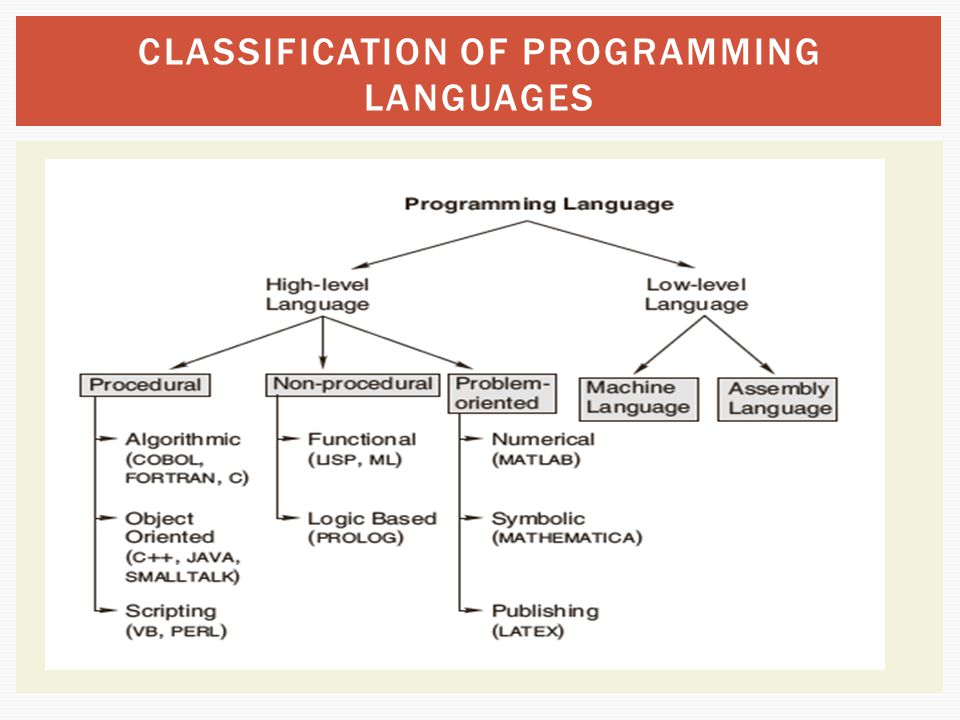 CLASSIFICATION OF PROGRAMMING
LANGUAGES
Programming Language
High-level
Language
Low-level
Language
Procedural
Non-procedural
Problem-
oriented
Machine
Language
Assembly
Language
Algorithmic
(COBOL,
FORTRAN, C)
Object
Oriented
(C++, JAVA,
SMALLTALK)
Scripting
(VB, PERL)
Functional
(LISP, ML)
Logic Based
(PROLOG)
Numerical
(MATLAB)
Symbolic
(MATHEMATICA)
Publishing
(LATEX)